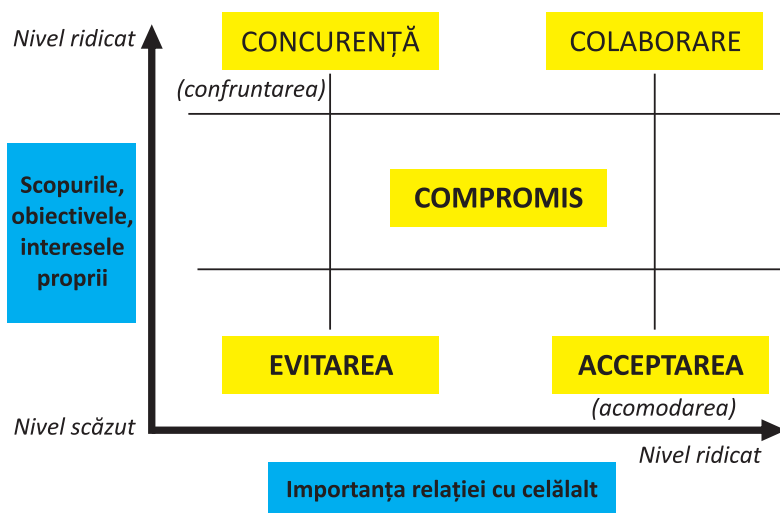 Nivel ridicat
CONCURENȚĂ
COLABORARE
(confruntarea)
Scopurile,
obiectivele,
interesele
proprii
COMPROMIS
EVITAREA
ACCEPTAREA
(acomodarea)
Nivel scăzut
Nivel ridicat
Importanța relației cu celălalt